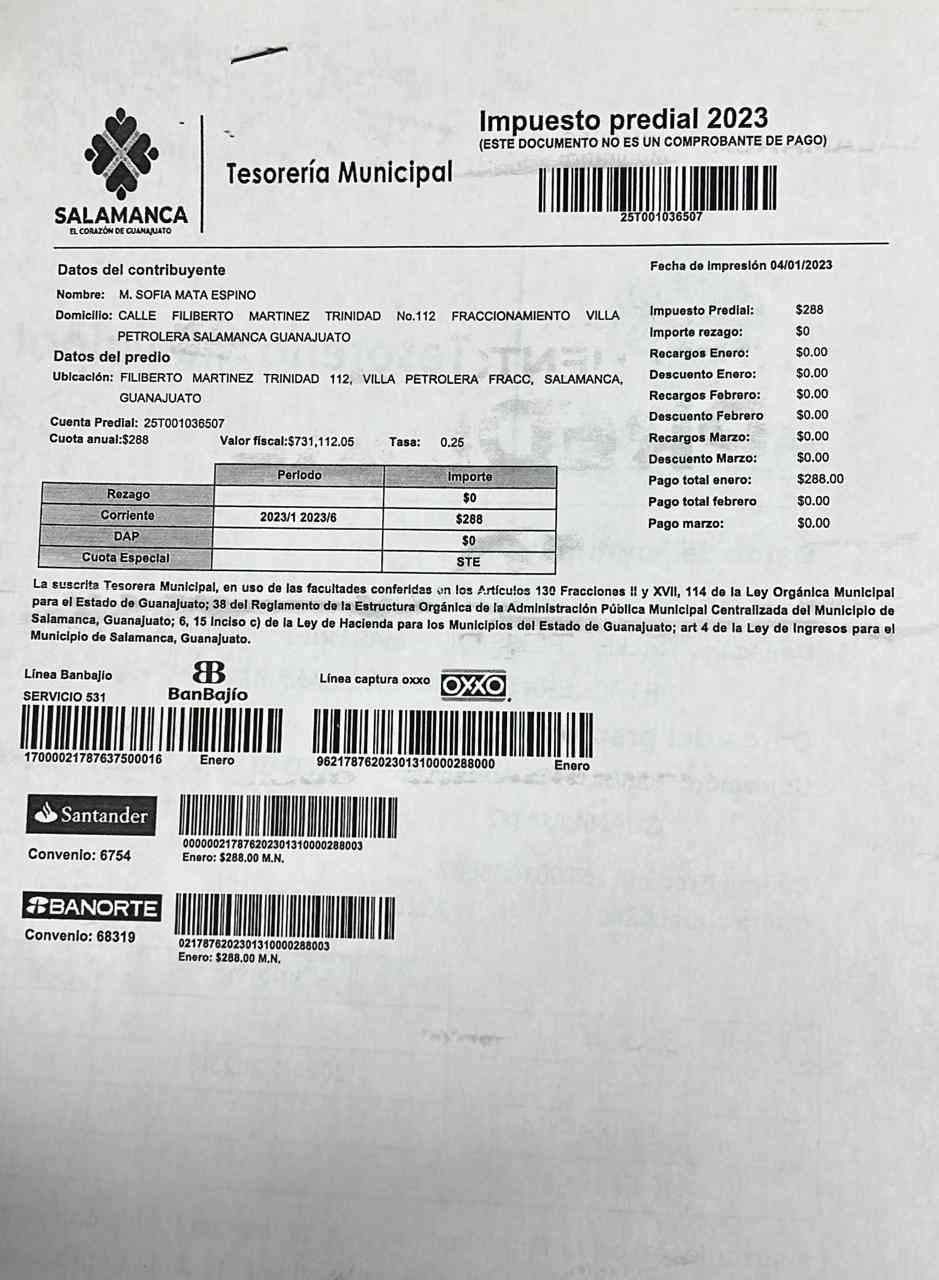 Impuesto predial 2023
(ESTE DOCUMENTO NO ES UN COMPROBANTE DE PAGO)
Tesorería Municipal
25T001036507
SALAMANCA
EL CORAZÓN DE GUANAJUATO
Datos del contribuyente
Fecha de impresión 04/01/2023
Nombre: M. SOFIA MATA ESPINO
Domicilio: CALLE FILIBERTO MARTINEZ TRINIDAD No.112 FRACCIONAMIENTO VILLA
PETROLERA SALAMANCA GUANAJUATO
Datos del predio
Ubicación: FILIBERTO MARTINEZ TRINIDAD 112, VILLA PETROLERA FRACC, SALAMANCA,
GUANAJUATO
Cuenta Predial: 25T001036507
Cuota anual:$288 Valor fiscal:$731,112.05 Tasa: 0.25
Impuesto Predial: $288
Importe rezago: $0
Recargos Enero: $0.00
Descuento Enero: $0.00
Recargos Febrero: $0.00
Descuento Febrero $0.00
Recargos Marzo: $0.00
Descuento Marzo: $0.00
Pago total enero: $288.00
Pago total febrero $0.00
Pago marzo: $0.00
Periodo Importe
Rezago $0
Corriente 2023/1 2023/6 $288
DAP $0
Cuota Especial STE
La suscrita Tesorera Municipal, en uso de las facultades conferidas en los Artículos 130 Fracciones II y XVII, 114 de la Ley Orgánica Municipal
para el Estado de Guanajuato; 38 del Reglamento de la Estructura Orgánica de la Administración Pública Municipal Centralizada del Municipio de
Salamanca, Guanajuato; 6, 15 inciso c) de la Ley de Hacienda para los Municipios del Estado de Guanajuato; art 4 de la Ley de Ingresos para el
Municipio de Salamanca, Guanajuato.
Línea Banbajio
SERVICIO 531
BanBajío
Línea captura oxxo OXXO
17000021787637500016 Enero
96217876202301310000288000 Enero
Santander
Convenio: 6754
000000217876202301310000288003
Enero: $288.00 M.N.
BANORTE
Convenio: 68319
0217876202301310000288003
Enero: $288.00 M.N.